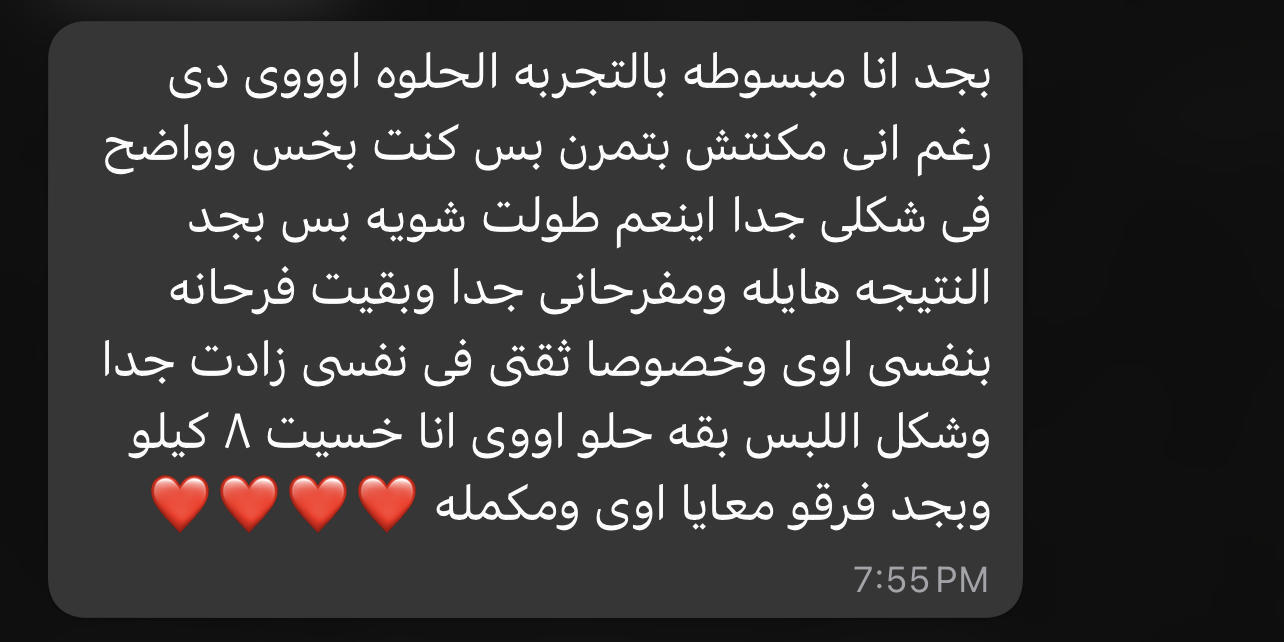 بجد انا مبسوطه بالتجربه الحلوه اوووى دى
رغم انى مكنتش بتمرن بس كنت بخس وواضح
فى شكلى جدا اينعم طولت شويه بس بجد
النتيجه هايله ومفرحانى جدا وبقيت فرحانه
بنفسى اوى وخصوصا ثقتى فى نفسى زادت جدا
وشكل اللبس بقه حلو اووى انا خسيت ٨ كيلو
وبجد فرقو معايا اوى ومكمله ❤️❤️❤️❤️
7:55 PM